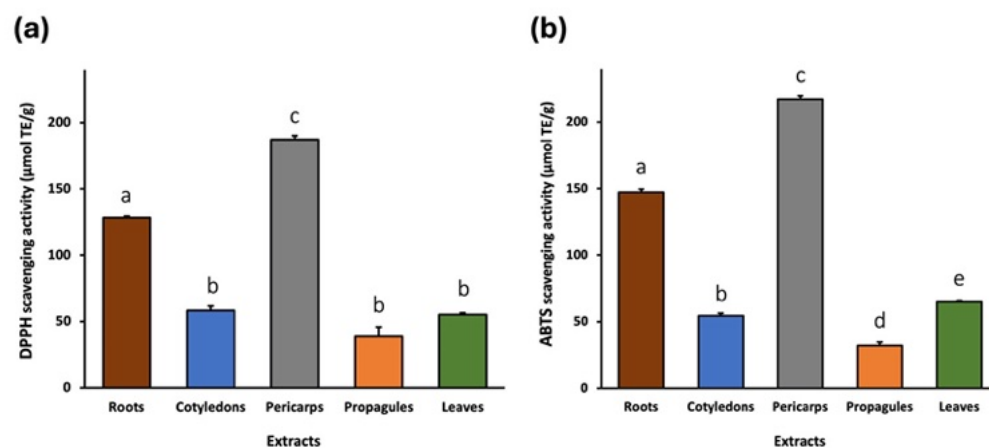 (a)
DPPH scavenging activity (µmol TE/g)
200
150
100
50
0
a
b
c
b
b
Roots Cotyledons Pericarps Propagules Leaves
Extracts
(b)
ABTS scavenging activity (µmol TE/g)
200
150
100
50
0
a
b
c
d
e
Roots Cotyledons Pericarps Propagules Leaves
Extracts